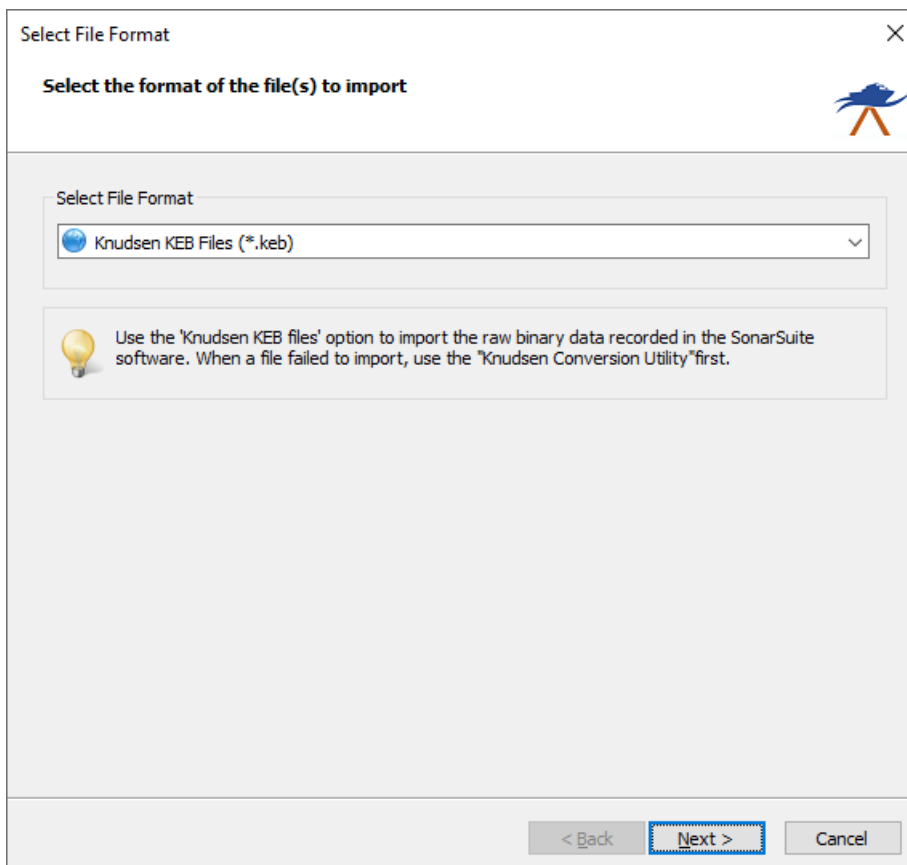 Select File Format
Select the format of the file(s) to import
Select File Format
Knudsen KEB Files (*.keb)
Use the 'Knudsen KEB files' option to import the raw binary data recorded in the SonarSuite
software. When a file failed to import, use the "Knudsen Conversion Utility"first.
< Back
Next >
Cancel